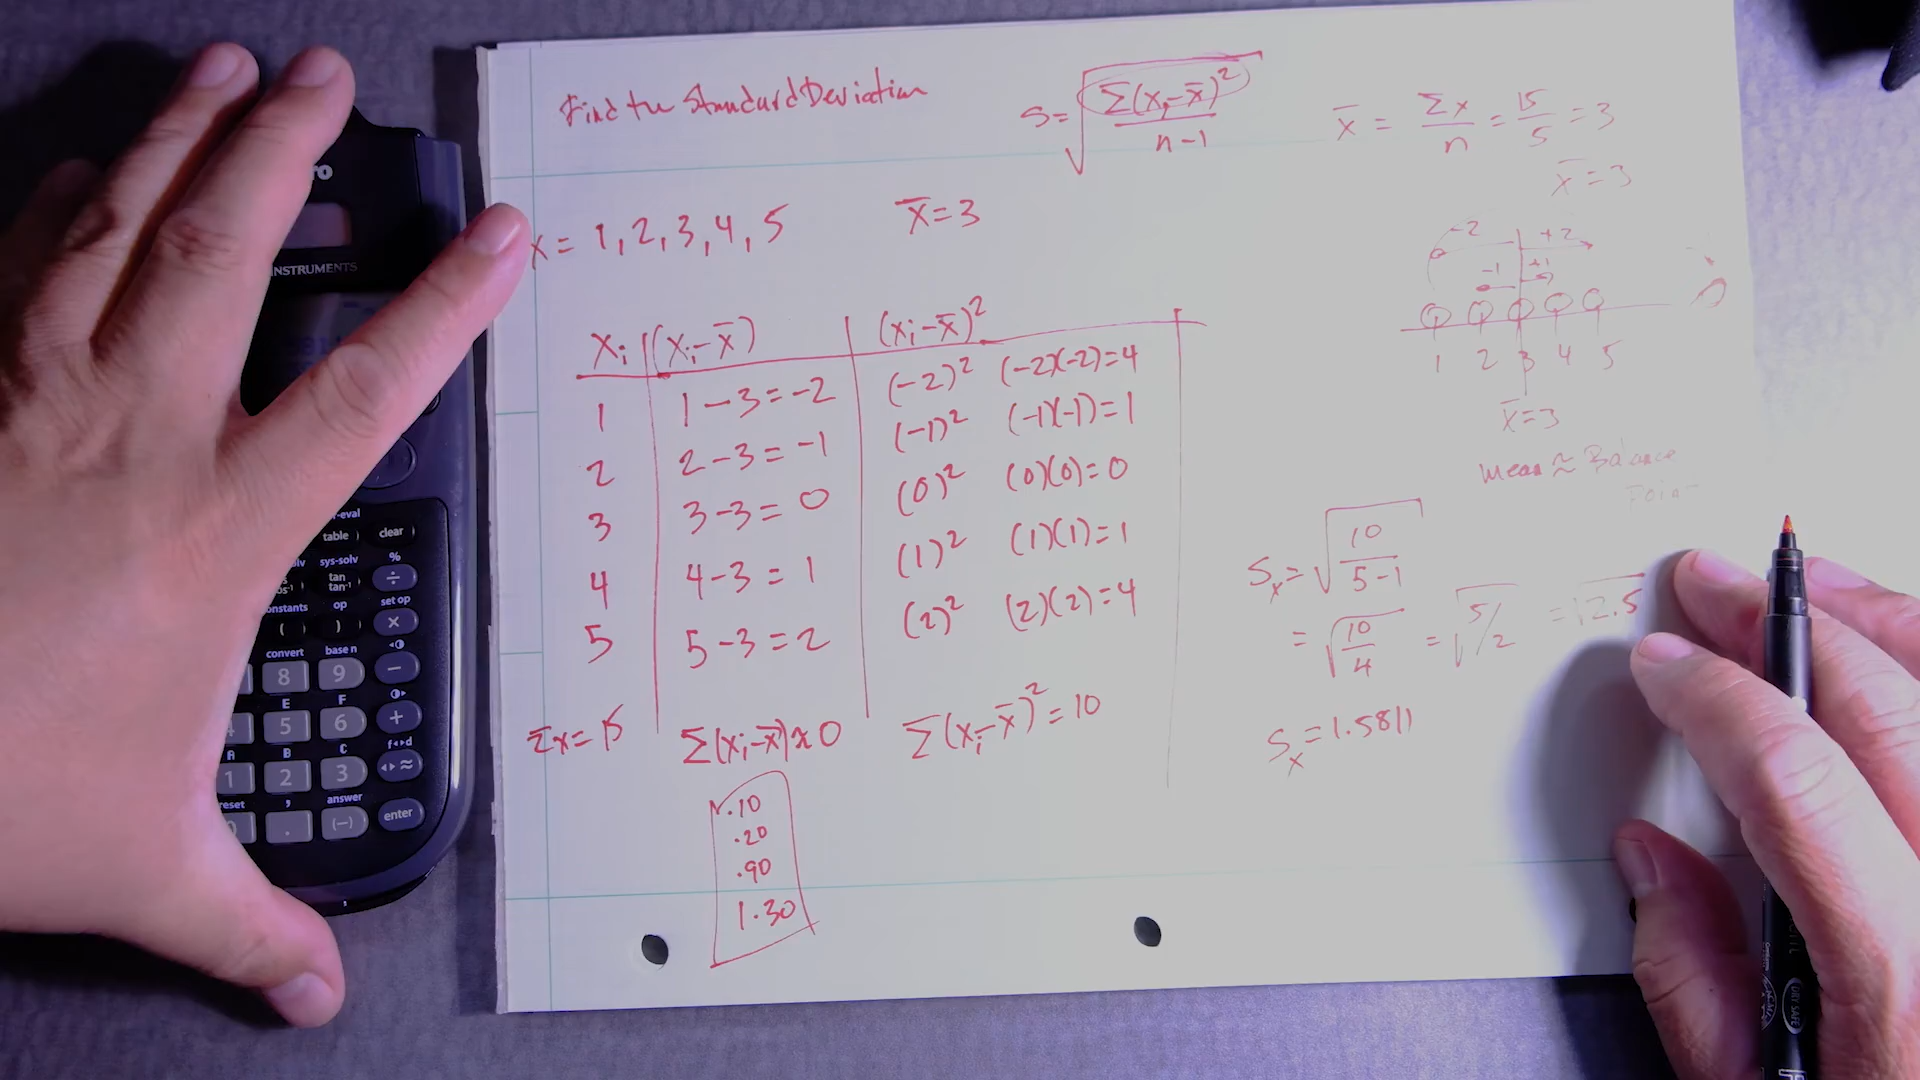 Find the Standard Deviation
S = √(Σ(xᵢ-x̄)²/(n-1))
x̄ = Σx/n = 15/5 = 3
x̄ = 3
x = 1, 2, 3, 4, 5
x̄ = 3
-2 +2
-1 +1
1 2 3 4 5
x̄ = 3
mean ≈ Balance
Point
xᵢ (xᵢ-x̄) (xᵢ-x̄)²
1 1-3=-2 (-2)² (-2)(-2)=4
2 2-3=-1 (-1)² (-1)(-1)=1
3 3-3=0 (0)² (0)(0)=0
4 4-3=1 (1)² (1)(1)=1
5 5-3=2 (2)² (2)(2)=4
Σx=15 Σ(xᵢ-x̄)≈0 Σ(xᵢ-x̄)²=10
.10
.20
.90
1.30
Sₓ = √(10/(5-1))
= √(10/4) = √(5/2) = √2.5
Sₓ = 1.5811
INSTRUMENTS
table clear
sys-solv %
tan ÷
tan⁻¹
op set op
( ) ×
convert base n
8 9 −
E F
5 6 +
A B C f◂▸d
1 2 3 ◂▸≈
reset , answer
0 . (−) enter